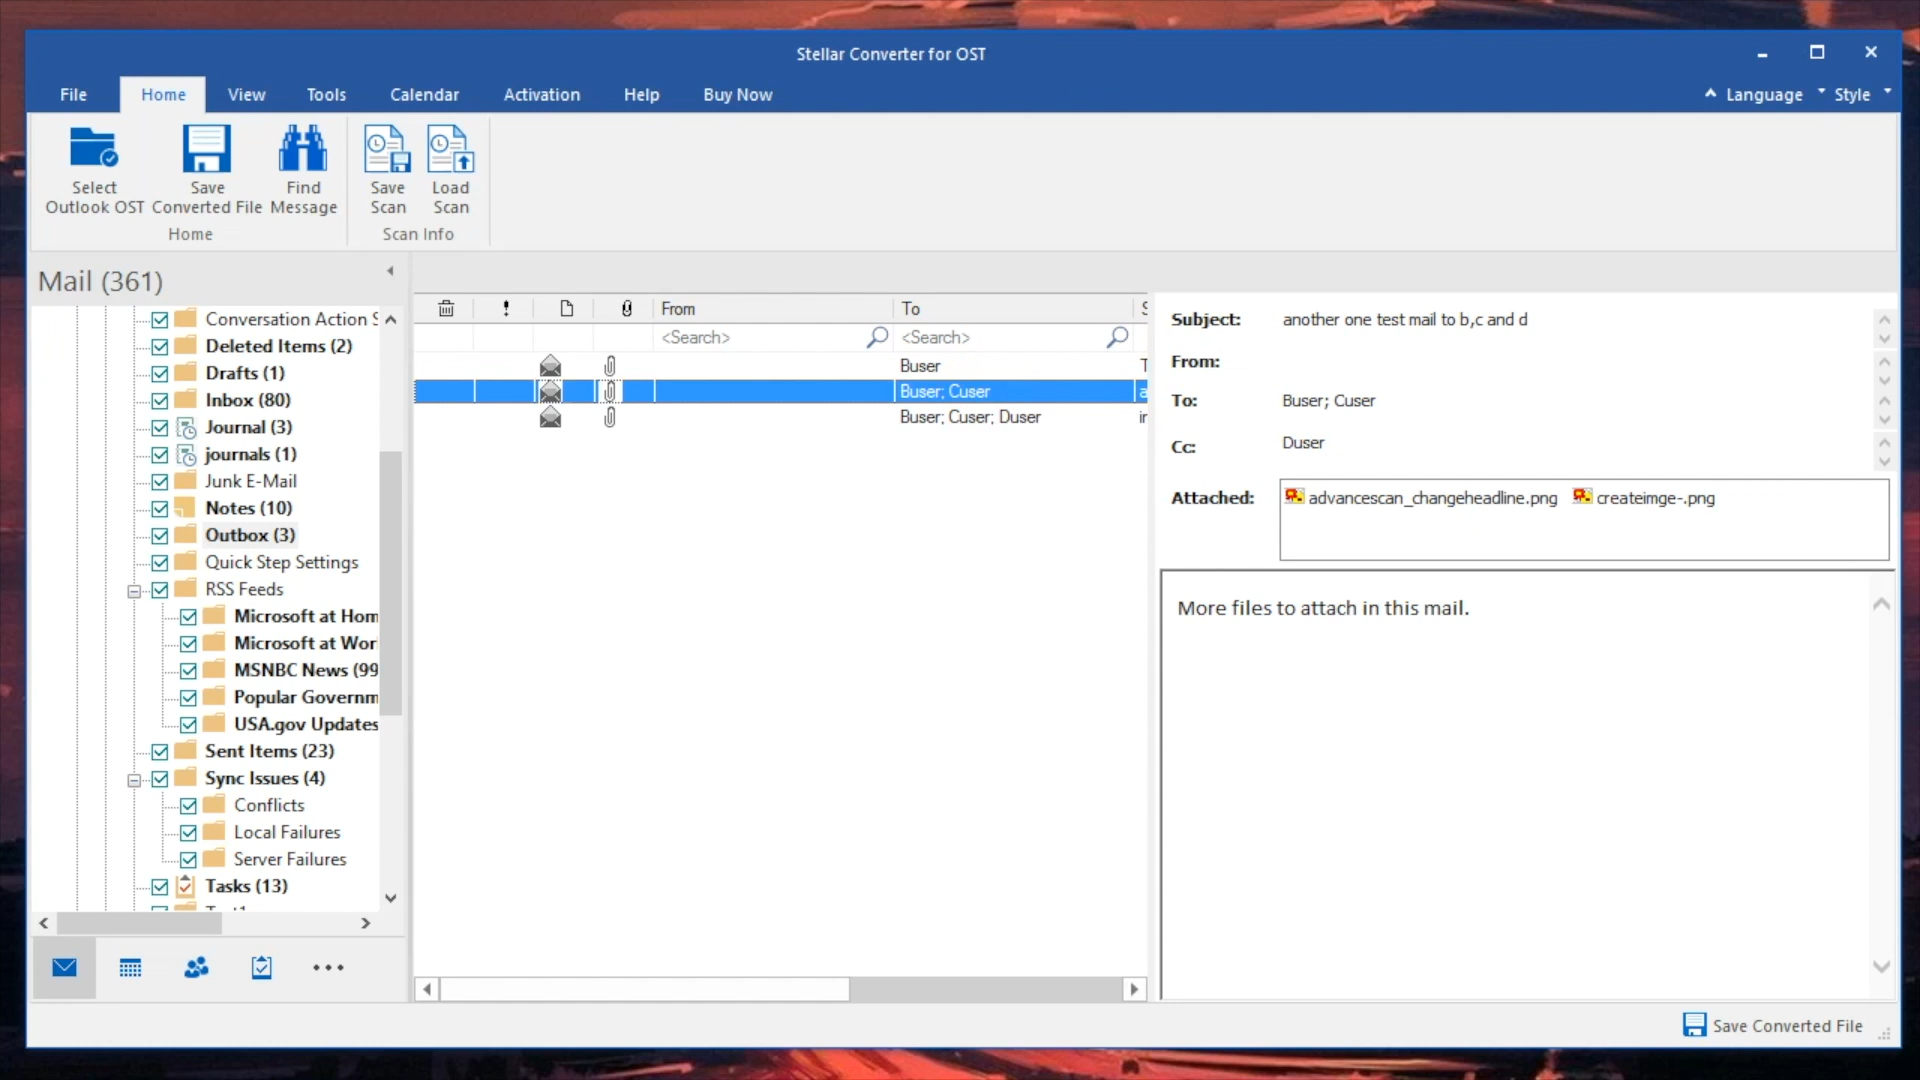 Stellar Converter for OST
File Home View Tools Calendar Activation Help Buy Now Language Style
Select Outlook OST
Save Converted File
Find Message
Save Scan
Load Scan
Home
Scan Info
Mail (361)
Conversation Action S
Deleted Items (2)
Drafts (1)
Inbox (80)
Journal (3)
journals (1)
Junk E-Mail
Notes (10)
Outbox (3)
Quick Step Settings
RSS Feeds
Microsoft at Hom
Microsoft at Wor
MSNBC News (99
Popular Governm
USA.gov Updates
Sent Items (23)
Sync Issues (4)
Conflicts
Local Failures
Server Failures
Tasks (13)
From To S
<Search> <Search>
Buser T
Buser; Cuser a
Buser; Cuser; Duser ir
Subject: another one test mail to b,c and d
From:
To: Buser; Cuser
Cc: Duser
Attached: advancescan_changeheadline.png createimge-.png
More files to attach in this mail.
Save Converted File